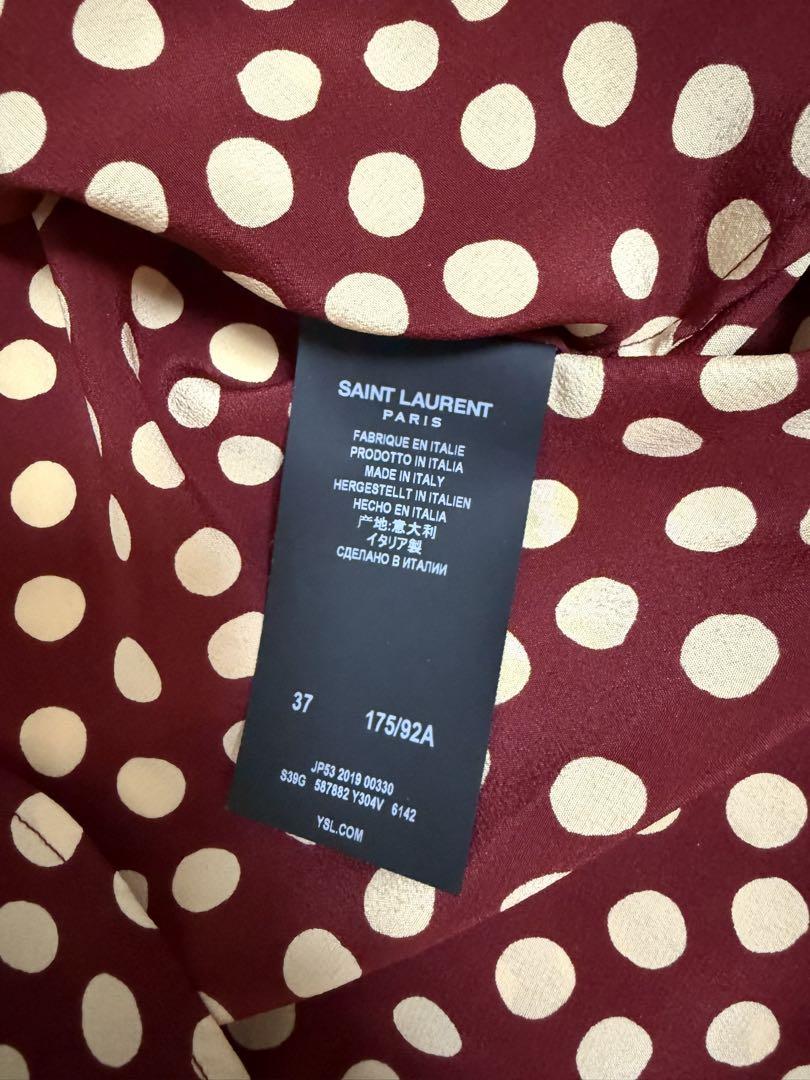 SAINT LAURENT
PARIS
FABRIQUE EN ITALIE
PRODOTTO IN ITALIA
MADE IN ITALY
HERGESTELLT IN ITALIEN
HECHO EN ITALIA
产地:意大利
イタリア製
СДЕЛАНО В ИТАЛИИ
37 175/92A
JP53 2019 00330
S39G 587882 Y304V 6142
YSL.COM